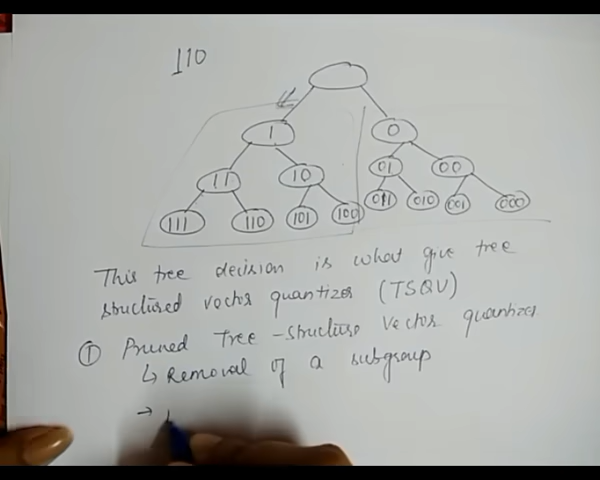 110
1 0
11 10 01 00
111 110 101 100 011 010 001 000
This tree decision is what give tree
structured vector quantizer (TSQV)
① Pruned Tree-structure vector quantizer
↳ Removal of a subgroup
→